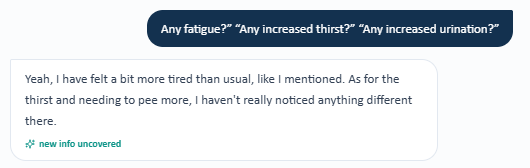 Any fatigue?” “Any increased thirst?” “Any increased urination?”
Yeah, I have felt a bit more tired than usual, like I mentioned. As for the
thirst and needing to pee more, I haven't really noticed anything different
there.
new info uncovered